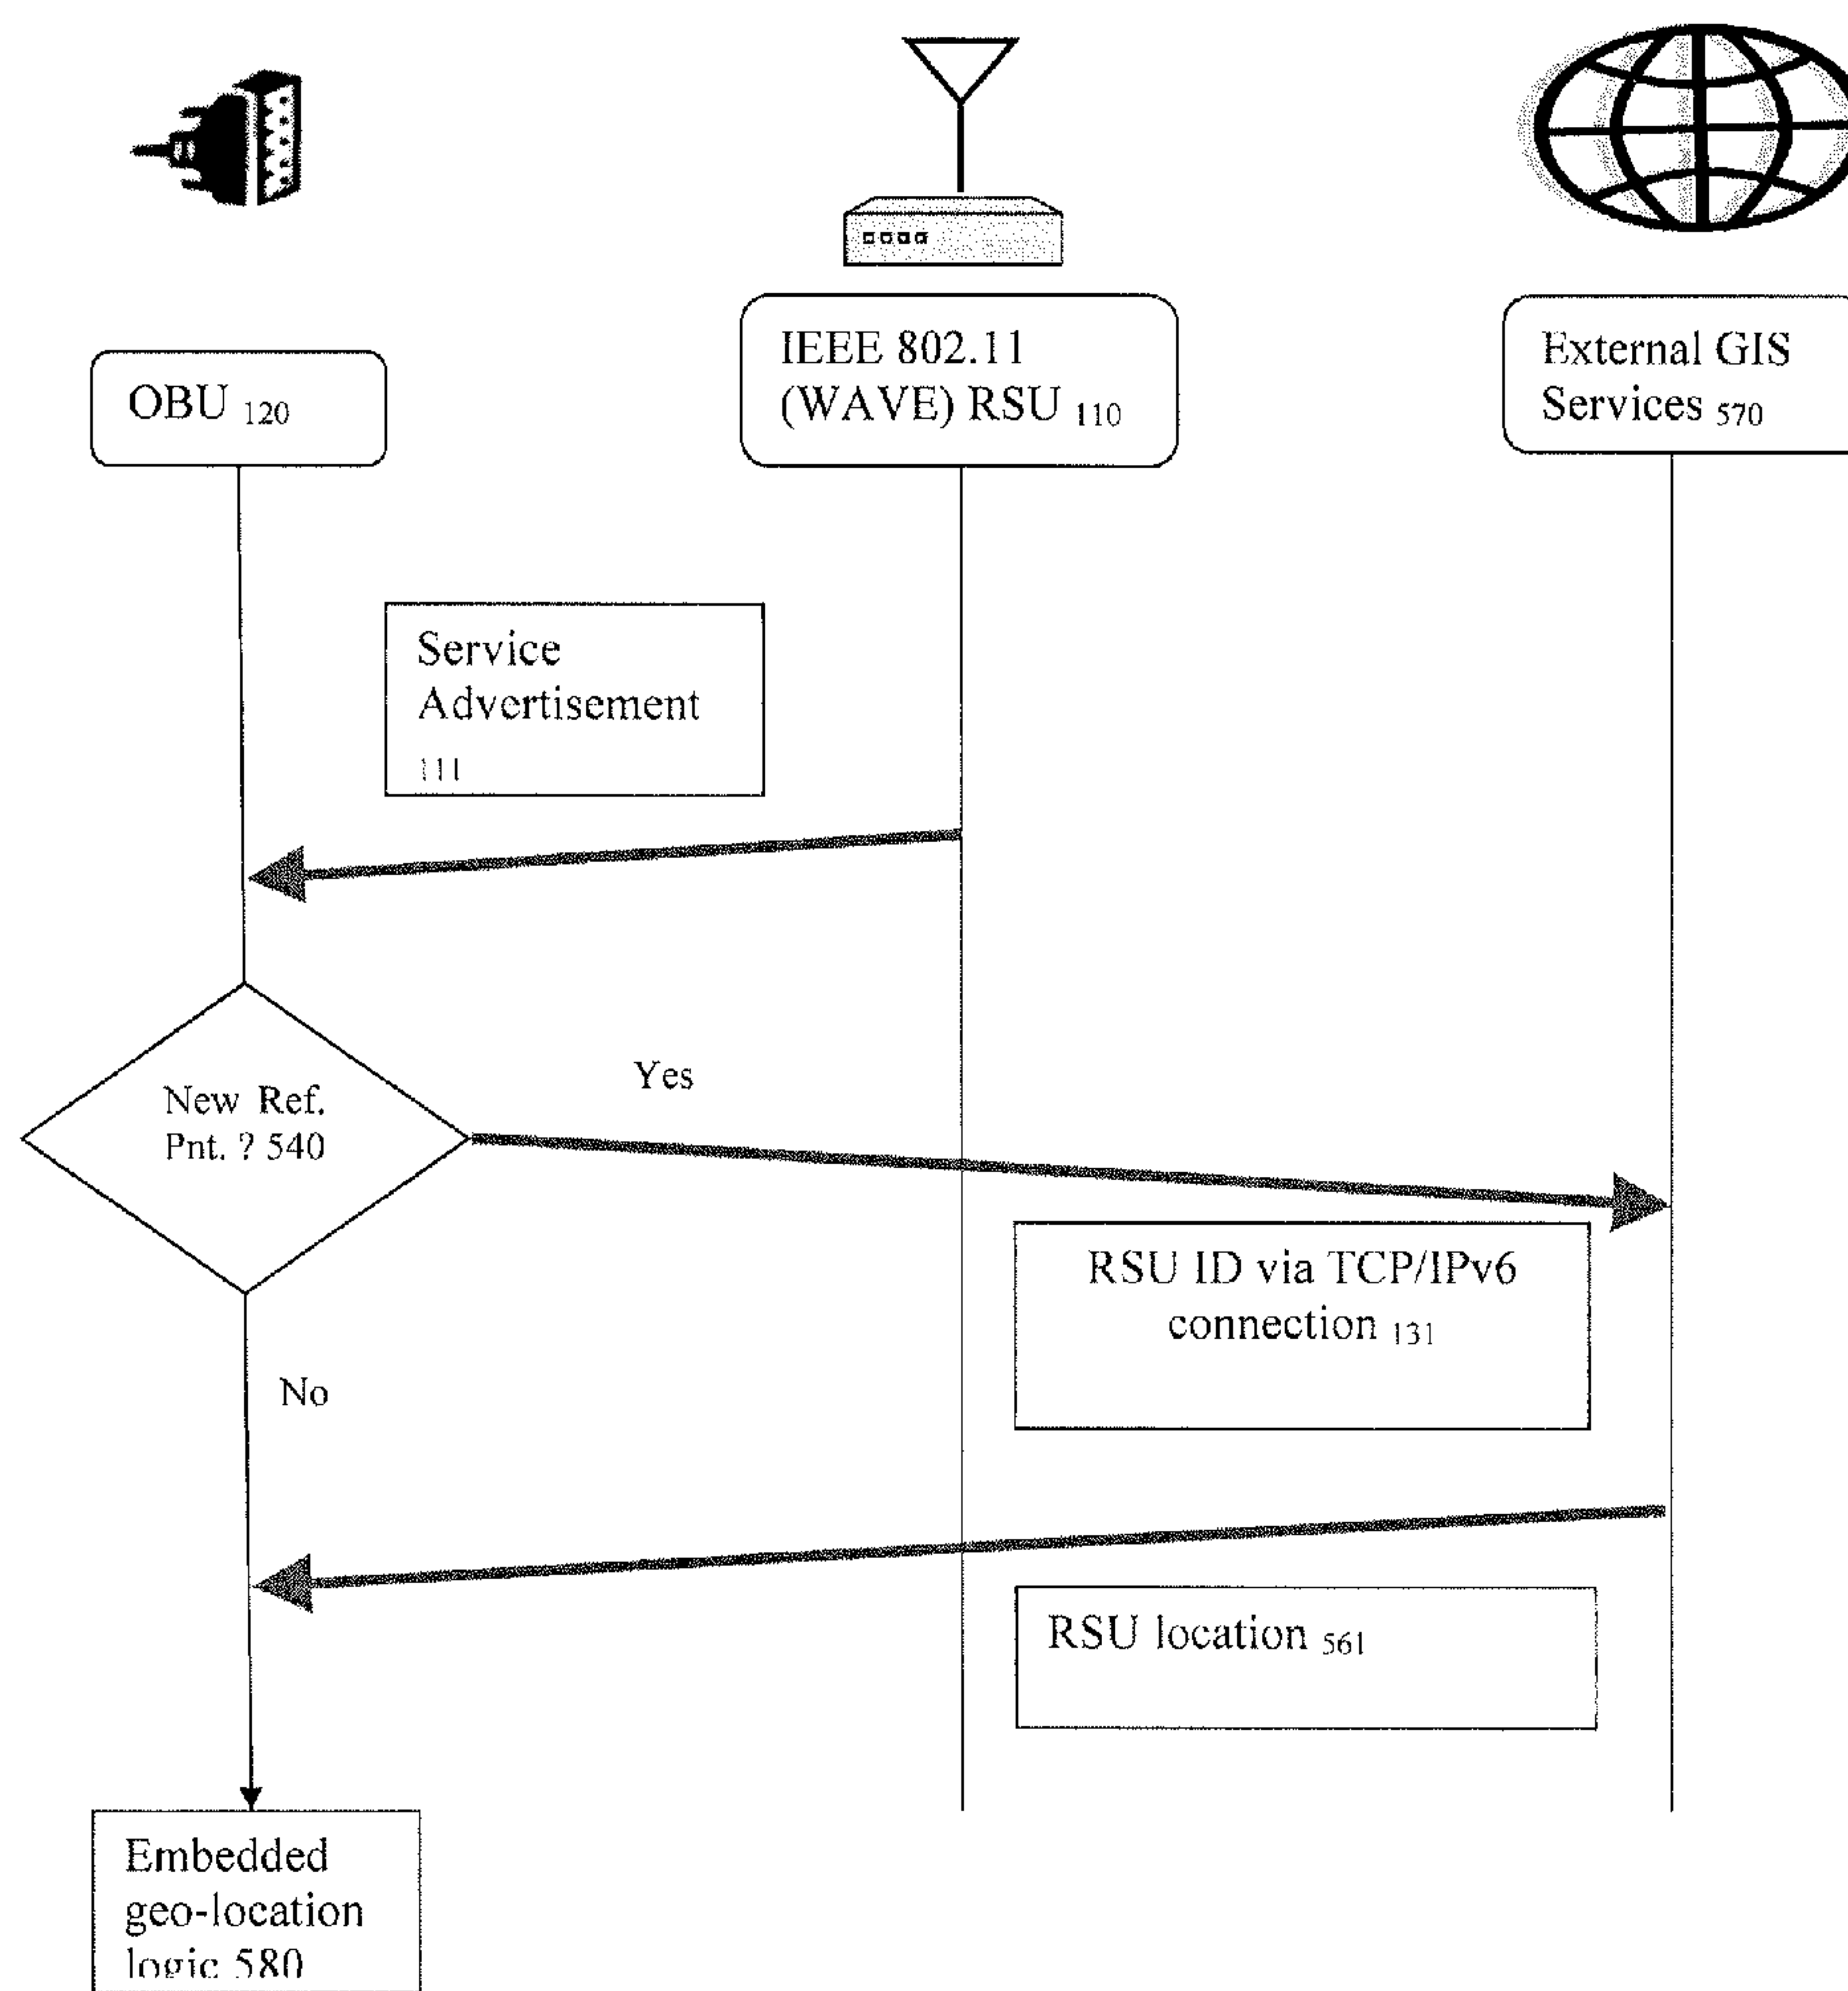 IEEE 802.11
(WAVE) RSU 110
External GIS
Services 570
OBU 120
Service
Advertisement
111
Yes
New Ref.
Pnt. ? 540
RSU ID via TCP/IPv6
connection 131
No
RSU location 561
Embedded
geo-location
logic 580